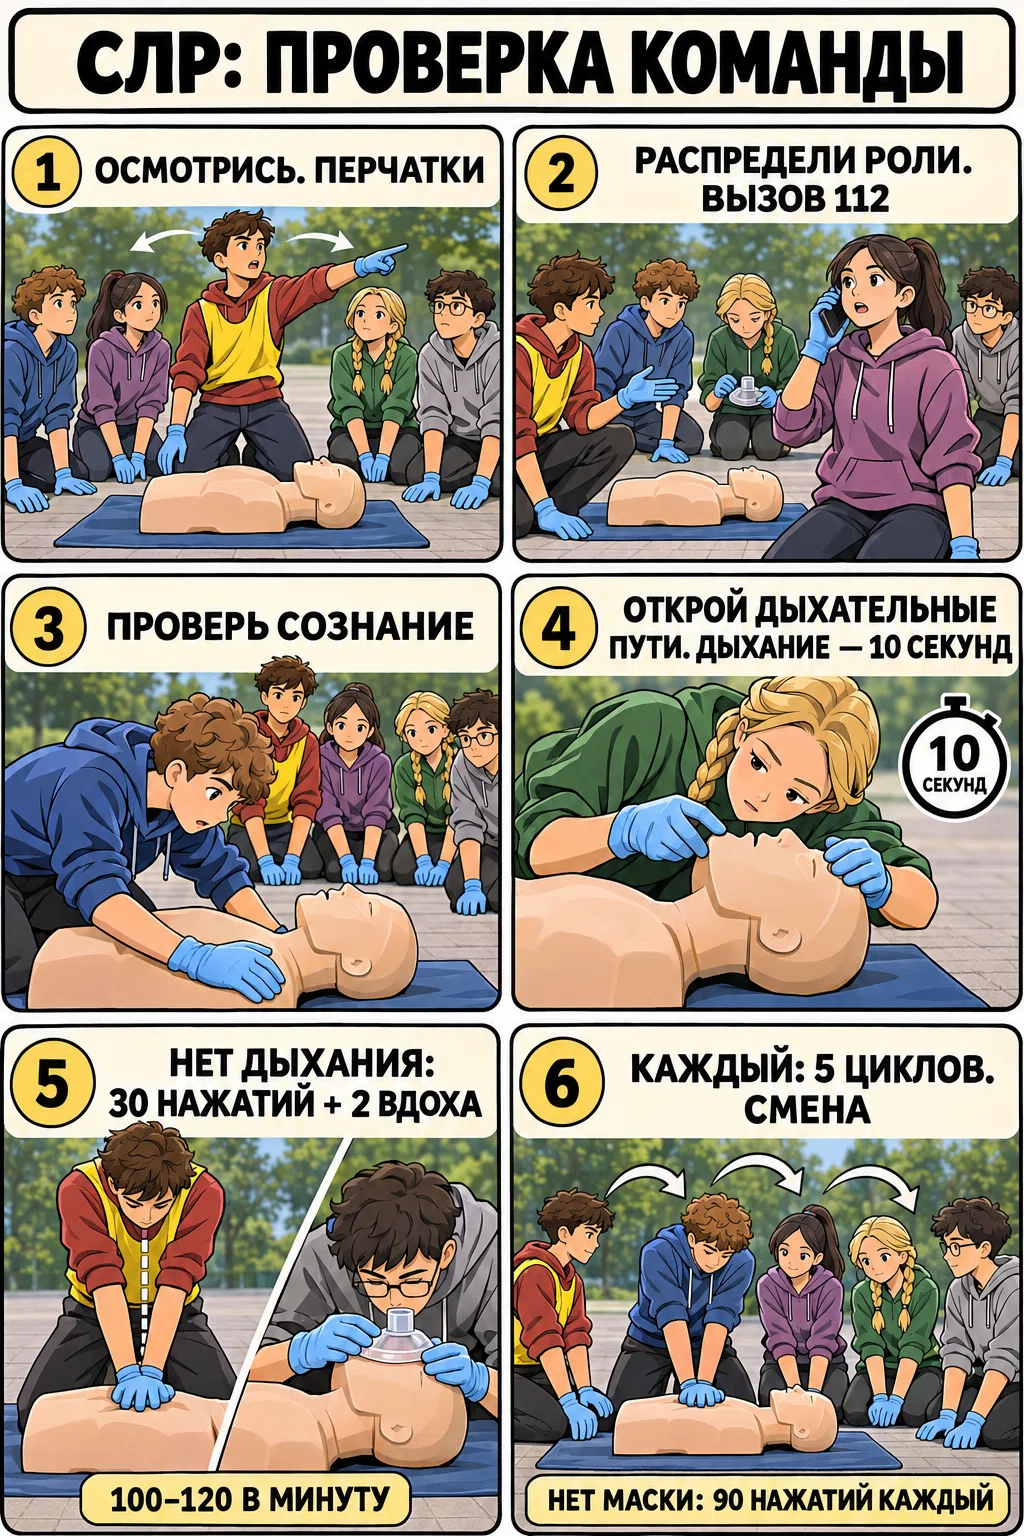 СЛР: ПРОВЕРКА КОМАНДЫ
1 ОСМОТРИСЬ. ПЕРЧАТКИ
2 РАСПРЕДЕЛИ РОЛИ.
ВЫЗОВ 112
3 ПРОВЕРЬ СОЗНАНИЕ
4 ОТКРОЙ ДЫХАТЕЛЬНЫЕ
ПУТИ. ДЫХАНИЕ — 10 СЕКУНД
10
СЕКУНД
5 НЕТ ДЫХАНИЯ:
30 НАЖАТИЙ + 2 ВДОХА
100–120 В МИНУТУ
6 КАЖДЫЙ: 5 ЦИКЛОВ.
СМЕНА
НЕТ МАСКИ: 90 НАЖАТИЙ КАЖДЫЙ